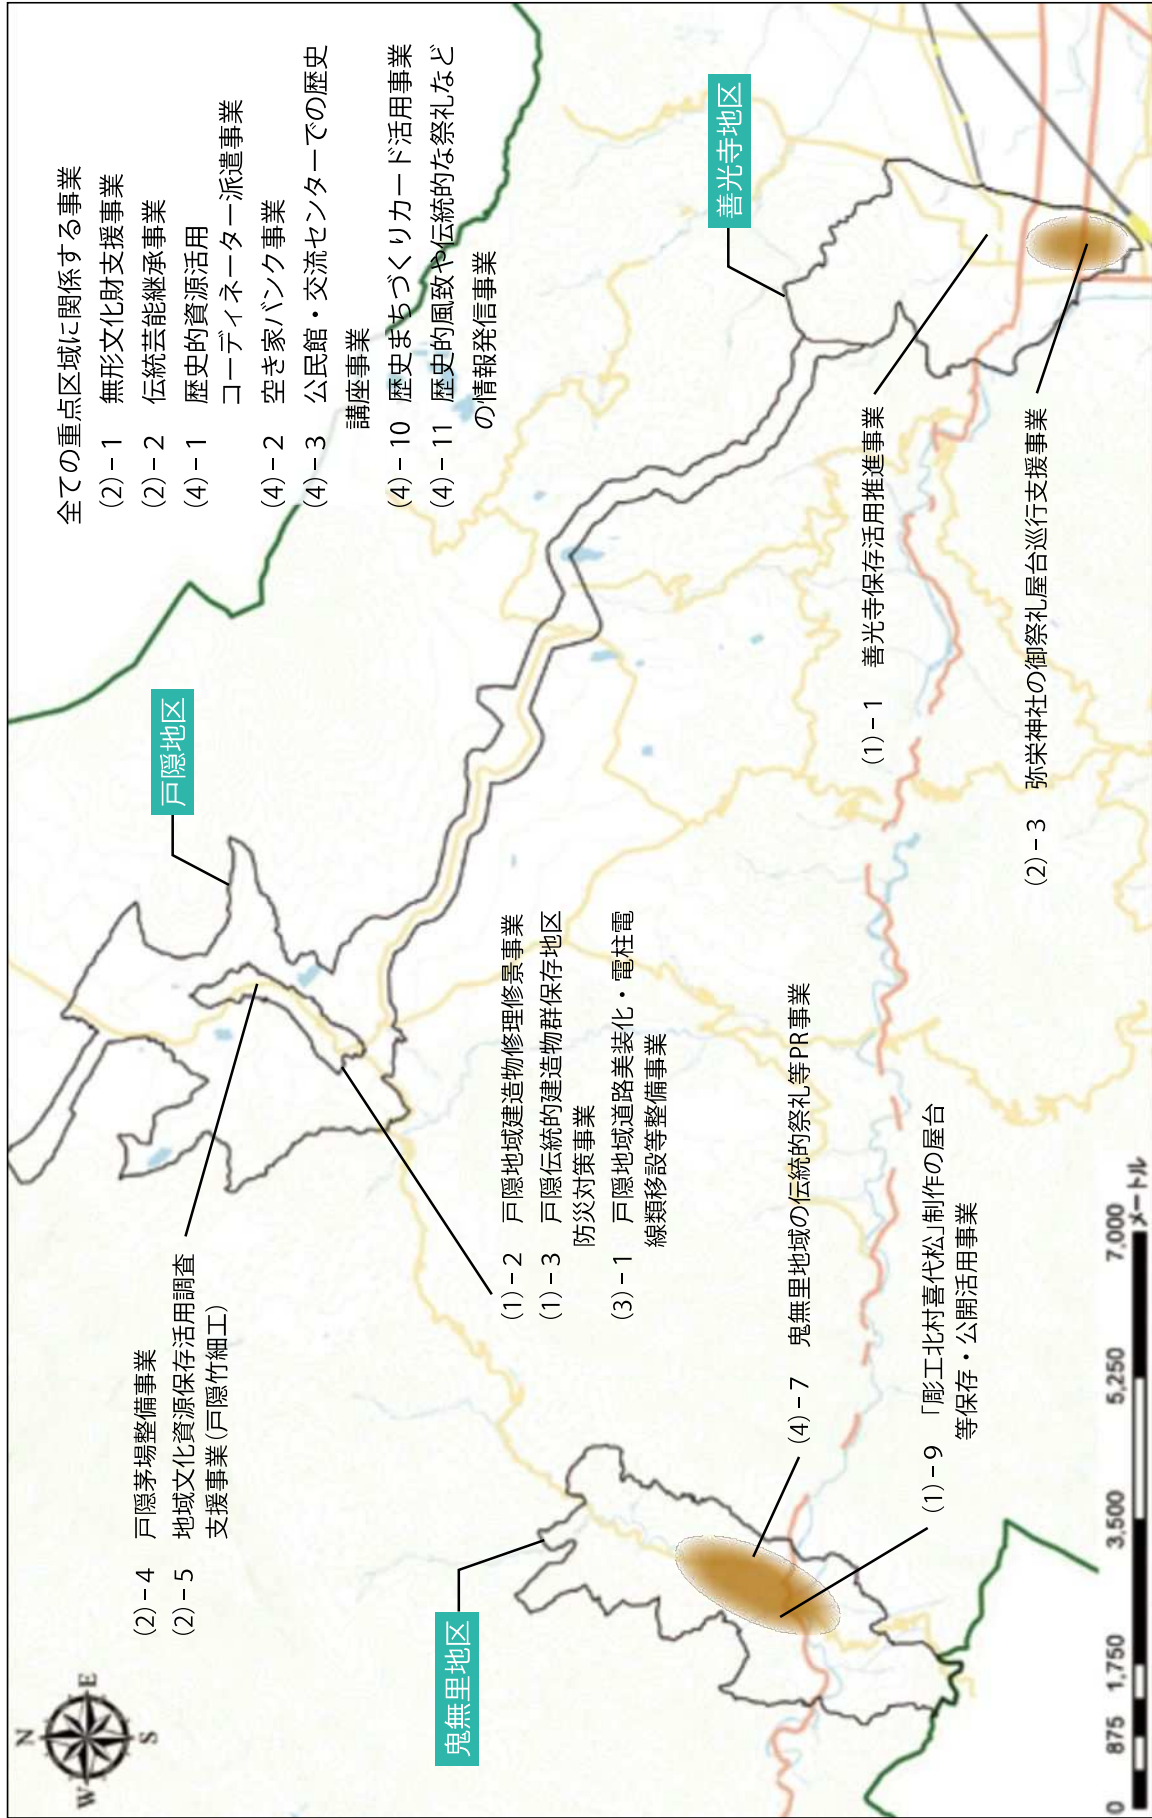 全ての重点区域に関係する事業
(2)－1　無形文化財支援事業
(2)－2　伝統芸能継承事業
(4)－1　歴史的資源活用
コーディネーター派遣事業
(4)－2　空き家バンク事業
(4)－3　公民館・交流センターでの歴史
講座事業
(4)－10　歴史まちづくりカード活用事業
(4)－11　歴史的風致や伝統的な祭礼など
の情報発信事業
戸隠地区
善光寺地区
鬼無里地区
(2)－4　戸隠茅場整備事業
(2)－5　地域文化資源保存活用調査
支援事業(戸隠竹細工)
(1)－2　戸隠地域建造物修理修景事業
(1)－3　戸隠伝統的建造物群保存地区
防災対策事業
(3)－1　戸隠地域道路美装化・電柱電
線類移設等整備事業
(1)－1　善光寺保存活用推進事業
(2)－3　弥栄神社の御祭礼屋台巡行支援事業
(4)－7　鬼無里地域の伝統的祭礼等PR事業
(1)－9　「彫工北村喜代松」制作の屋台
等保存・公開活用事業
N
W
E
S
0 875 1,750 3,500 5,250 7,000
メートル